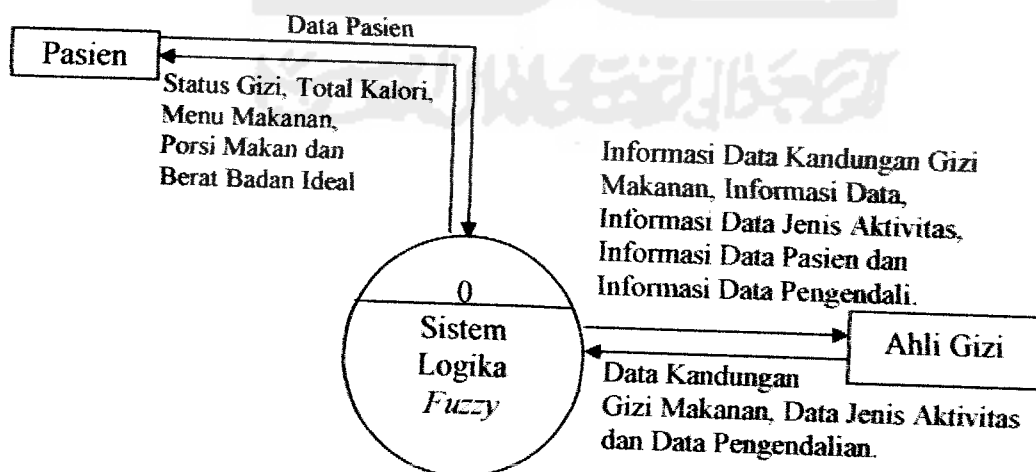 Data Pasien
Pasien
Status Gizi, Total Kalori,
Menu Makanan,
Porsi Makan dan
Berat Badan Ideal
Informasi Data Kandungan Gizi
Makanan, Informasi Data,
Informasi Data Jenis Aktivitas,
Informasi Data Pasien dan
Informasi Data Pengendali.
0
Sistem
Logika
Fuzzy
Ahli Gizi
Data Kandungan
Gizi Makanan, Data Jenis Aktivitas
dan Data Pengendalian.